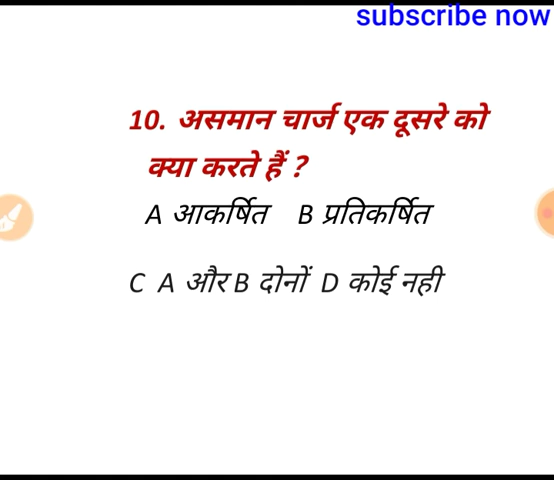 subscribe now
10. असमान चार्ज एक दूसरे को
क्या करते हैं ?
A आकर्षित B प्रतिकर्षित
C A और B दोनों D कोई नही